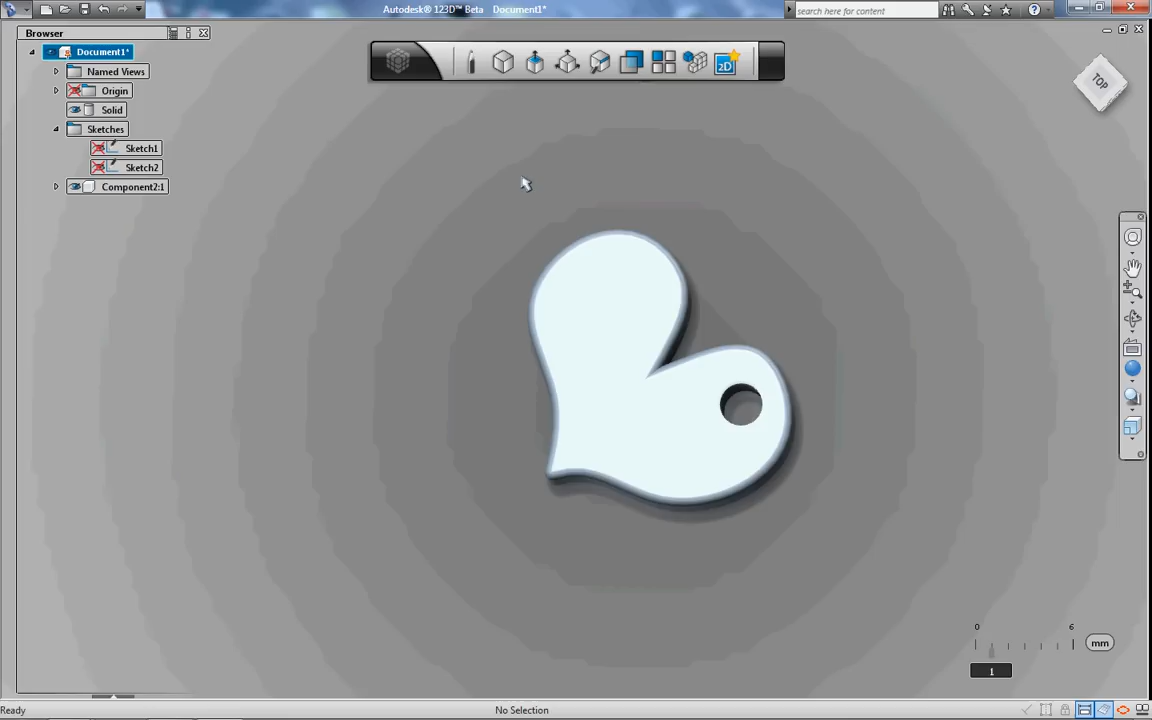 Autodesk® 123D™ Beta Document1*
search here for content
Browser
Document1*
Named Views
Origin
Solid
Sketches
Sketch1
Sketch2
Component2:1
2D
TOP
0 6
mm
1
Ready
No Selection